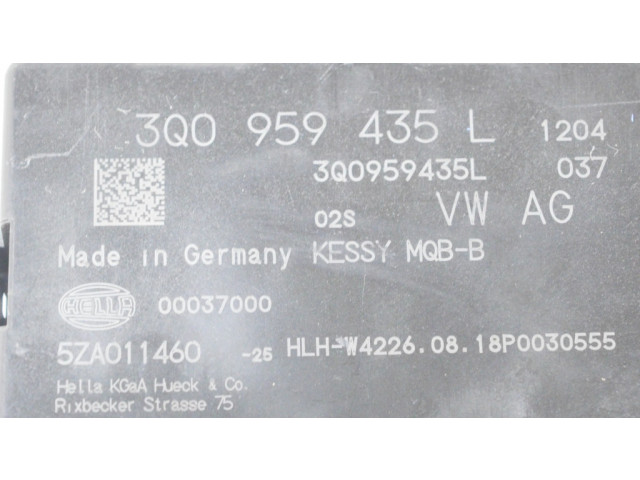 3Q0 959 435 L 1204
3Q0959435L 037
02S VW AG
Made in Germany KESSY MQB-B
HELLA 00037000
5ZA011460 -25 HLH-W4226.08.18P0030555
Hella KGaA Hueck & Co.
Rixbecker Strasse 75